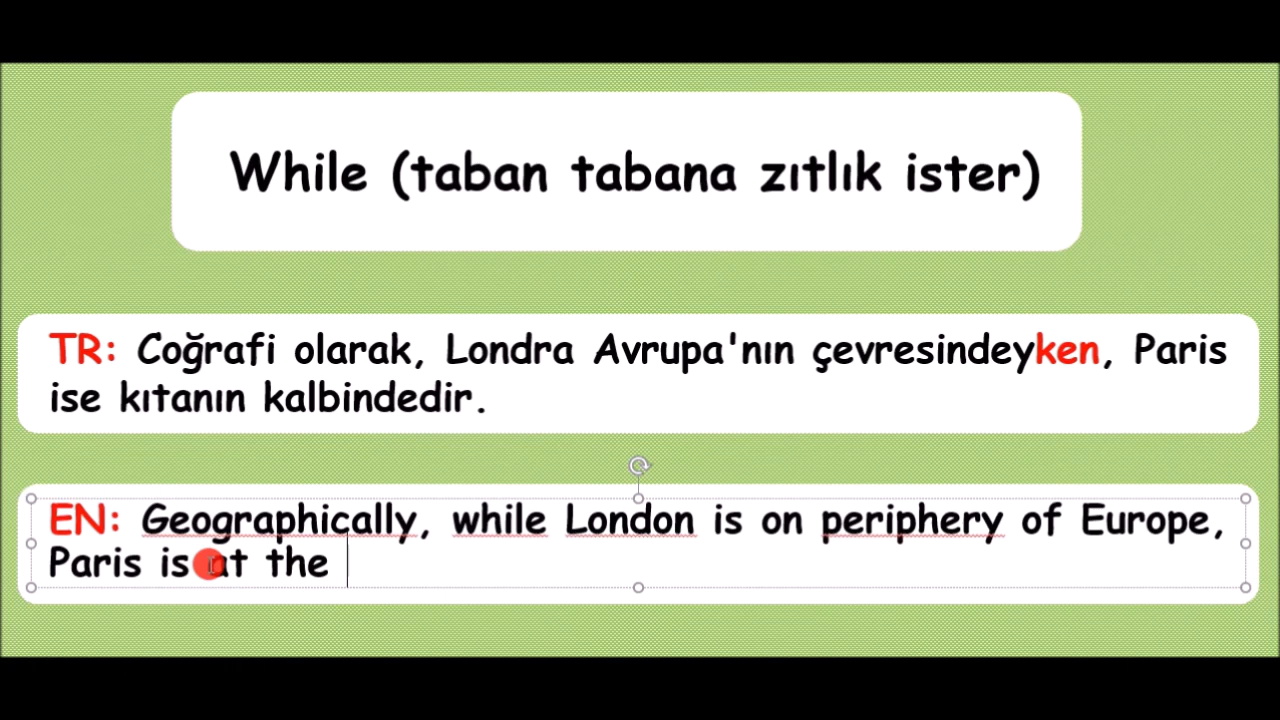 While (taban tabana zıtlık ister)
TR: Coğrafi olarak, Londra Avrupa'nın çevresindeyken, Paris
ise kıtanın kalbindedir.
EN: Geographically, while London is on periphery of Europe,
Paris is at the